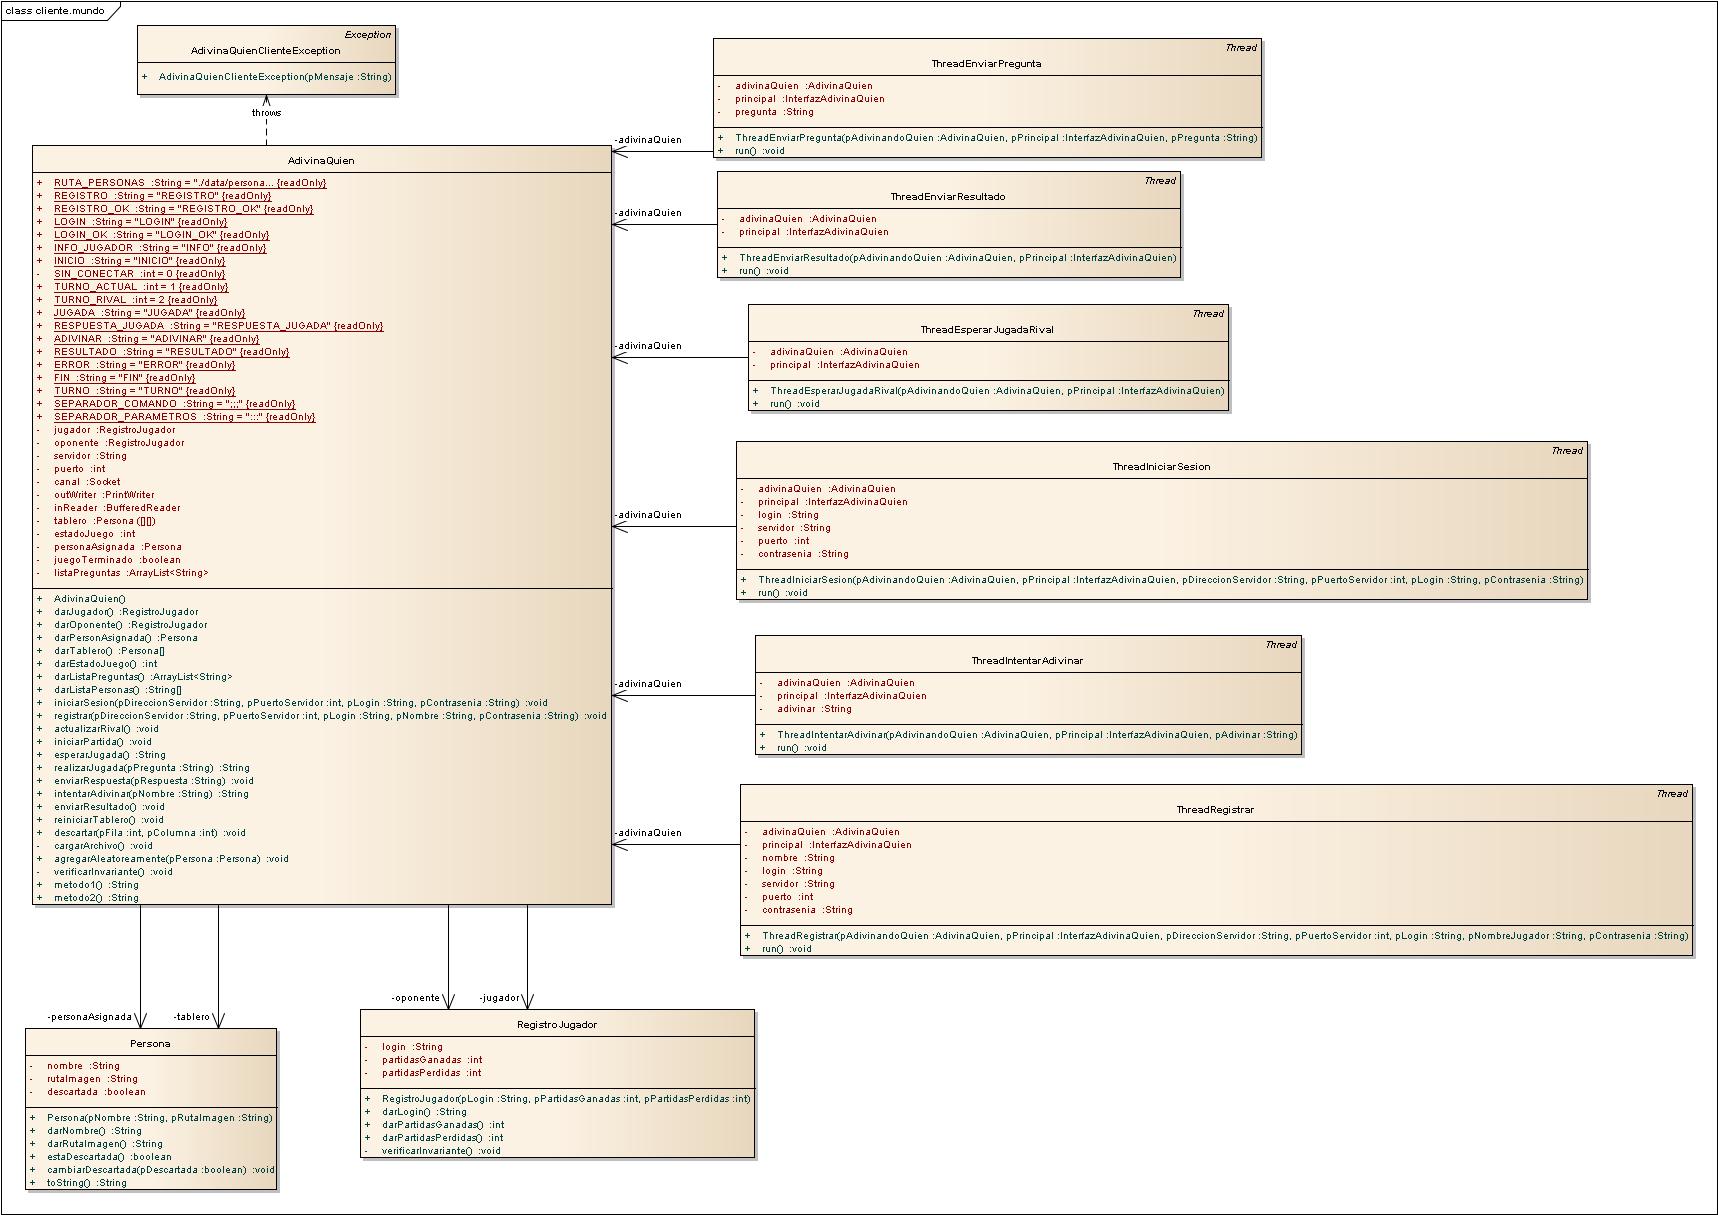 class cliente.mundo
Exception
AdivinaQuienClienteException
+ AdivinaQuienClienteException(pMensaje :String)
throws
AdivinaQuien
+ RUTA_PERSONAS :String = "./data/persona... {readOnly}
+ REGISTRO :String = "REGISTRO" {readOnly}
+ REGISTRO_OK :String = "REGISTRO_OK" {readOnly}
+ LOGIN :String = "LOGIN" {readOnly}
+ LOGIN_OK :String = "LOGIN_OK" {readOnly}
+ INFO_JUGADOR :String = "INFO" {readOnly}
+ INICIO :String = "INICIO" {readOnly}
- SIN_CONECTAR :int = 0 {readOnly}
+ TURNO_ACTUAL :int = 1 {readOnly}
+ TURNO_RIVAL :int = 2 {readOnly}
+ JUGADA :String = "JUGADA" {readOnly}
+ RESPUESTA_JUGADA :String = "RESPUESTA_JUGADA" {readOnly}
+ ADIVINAR :String = "ADIVINAR" {readOnly}
+ RESULTADO :String = "RESULTADO" {readOnly}
+ ERROR :String = "ERROR" {readOnly}
+ FIN :String = "FIN" {readOnly}
+ TURNO :String = "TURNO" {readOnly}
+ SEPARADOR_COMANDO :String = ";;;" {readOnly}
+ SEPARADOR_PARAMETROS :String = ":::" {readOnly}
- jugador :RegistroJugador
- oponente :RegistroJugador
- servidor :String
- puerto :int
- canal :Socket
- outWriter :PrintWriter
- inReader :BufferedReader
- tablero :Persona ([][])
- estadoJuego :int
- personaAsignada :Persona
- juegoTerminado :boolean
- listaPreguntas :ArrayList<String>
+ AdivinaQuien()
+ darJugador() :RegistroJugador
+ darOponente() :RegistroJugador
+ darPersonAsignada() :Persona
+ darTablero() :Persona[]
+ darEstadoJuego() :int
+ darListaPreguntas() :ArrayList<String>
+ darListaPersonas() :String[]
+ iniciarSesion(pDireccionServidor :String, pPuertoServidor :int, pLogin :String, pContrasenia :String) :void
+ registrar(pDireccionServidor :String, pPuertoServidor :int, pLogin :String, pNombre :String, pContrasenia :String) :void
+ actualizarRival() :void
+ iniciarPartida() :void
+ esperarJugada() :String
+ realizarJugada(pPregunta :String) :String
+ enviarRespuesta(pRespuesta :String) :void
+ intentarAdivinar(pNombre :String) :String
+ enviarResultado() :void
+ reiniciarTablero() :void
+ descartar(pFila :int, pColumna :int) :void
- cargarArchivo() :void
+ agregarAleatoreamente(pPersona :Persona) :void
- verificarInvariante() :void
+ metodo1() :String
+ metodo2() :String
-adivinaQuien
Thread
ThreadEnviarPregunta
- adivinaQuien :AdivinaQuien
- principal :InterfazAdivinaQuien
- pregunta :String
+ ThreadEnviarPregunta(pAdivinandoQuien :AdivinaQuien, pPrincipal :InterfazAdivinaQuien, pPregunta :String)
+ run() :void
-adivinaQuien
Thread
ThreadEnviarResultado
- adivinaQuien :AdivinaQuien
- principal :InterfazAdivinaQuien
+ ThreadEnviarResultado(pAdivinandoQuien :AdivinaQuien, pPrincipal :InterfazAdivinaQuien)
+ run() :void
-adivinaQuien
Thread
ThreadEsperarJugadaRival
- adivinaQuien :AdivinaQuien
- principal :InterfazAdivinaQuien
+ ThreadEsperarJugadaRival(pAdivinandoQuien :AdivinaQuien, pPrincipal :InterfazAdivinaQuien)
+ run() :void
-adivinaQuien
Thread
ThreadIniciarSesion
- adivinaQuien :AdivinaQuien
- principal :InterfazAdivinaQuien
- login :String
- servidor :String
- puerto :int
- contrasenia :String
+ ThreadIniciarSesion(pAdivinandoQuien :AdivinaQuien, pPrincipal :InterfazAdivinaQuien, pDireccionServidor :String, pPuertoServidor :int, pLogin :String, pContrasenia :String)
+ run() :void
-adivinaQuien
Thread
ThreadIntentarAdivinar
- adivinaQuien :AdivinaQuien
- principal :InterfazAdivinaQuien
- adivinar :String
+ ThreadIntentarAdivinar(pAdivinandoQuien :AdivinaQuien, pPrincipal :InterfazAdivinaQuien, pAdivinar :String)
+ run() :void
-adivinaQuien
Thread
ThreadRegistrar
- adivinaQuien :AdivinaQuien
- principal :InterfazAdivinaQuien
- nombre :String
- login :String
- servidor :String
- puerto :int
- contrasenia :String
+ ThreadRegistrar(pAdivinandoQuien :AdivinaQuien, pPrincipal :InterfazAdivinaQuien, pDireccionServidor :String, pPuertoServidor :int, pLogin :String, pNombreJugador :String, pContrasenia :String)
+ run() :void
-personaAsignada
-tablero
Persona
- nombre :String
- rutaImagen :String
- descartada :boolean
+ Persona(pNombre :String, pRutaImagen :String)
+ darNombre() :String
+ darRutaImagen() :String
+ estaDescartada() :boolean
+ cambiarDescartada(pDescartada :boolean) :void
+ toString() :String
-oponente
-jugador
RegistroJugador
- login :String
- partidasGanadas :int
- partidasPerdidas :int
+ RegistroJugador(pLogin :String, pPartidasGanadas :int, pPartidasPerdidas :int)
+ darLogin() :String
+ darPartidasGanadas() :int
+ darPartidasPerdidas() :int
- verificarInvariante() :void